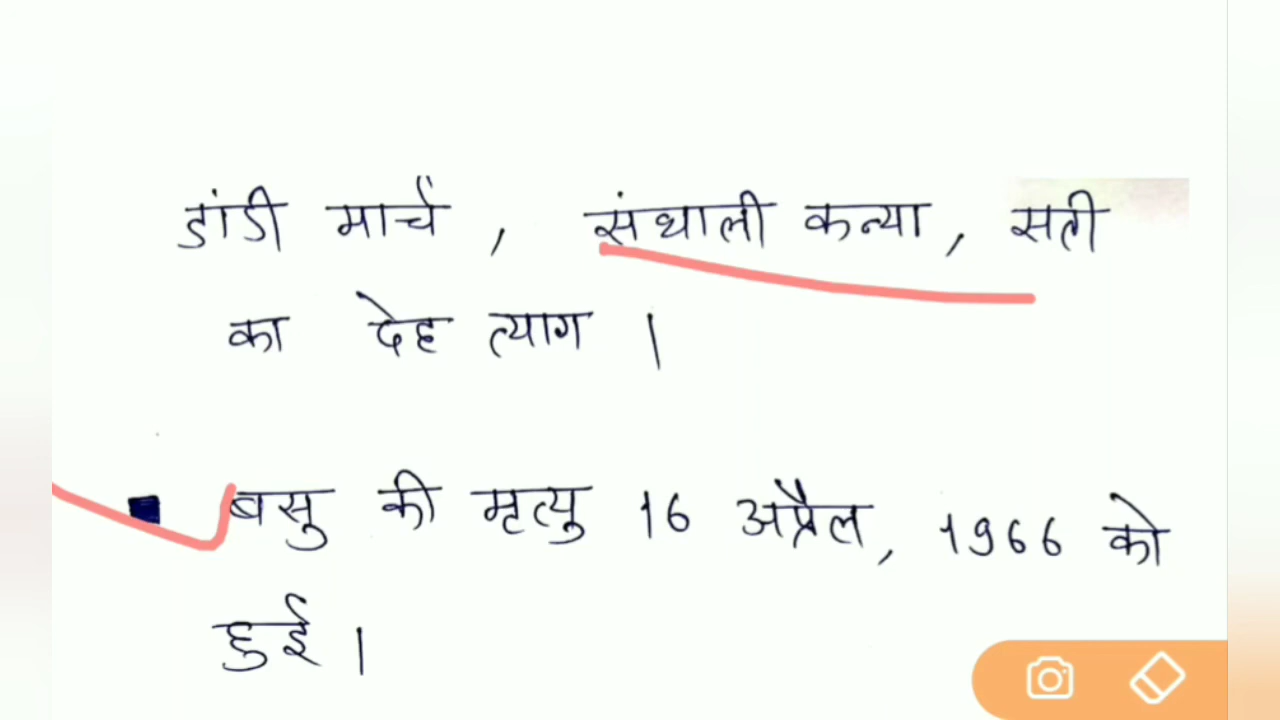 डांडी मार्च , संथाली कन्या , सती
का देह त्याग ।
बसु की मृत्यु 16 अप्रैल, 1966 को
हुई ।